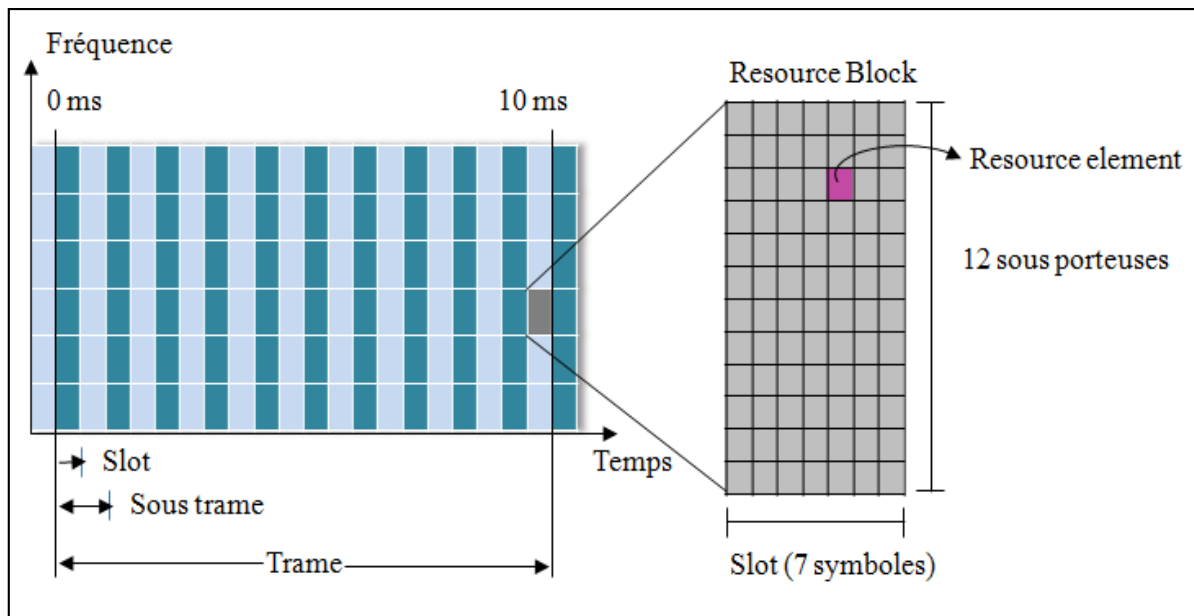 Fréquence
0 ms
10 ms
Resource Block
Resource element
12 sous porteuses
Temps
Slot
Sous trame
Trame
Slot (7 symboles)